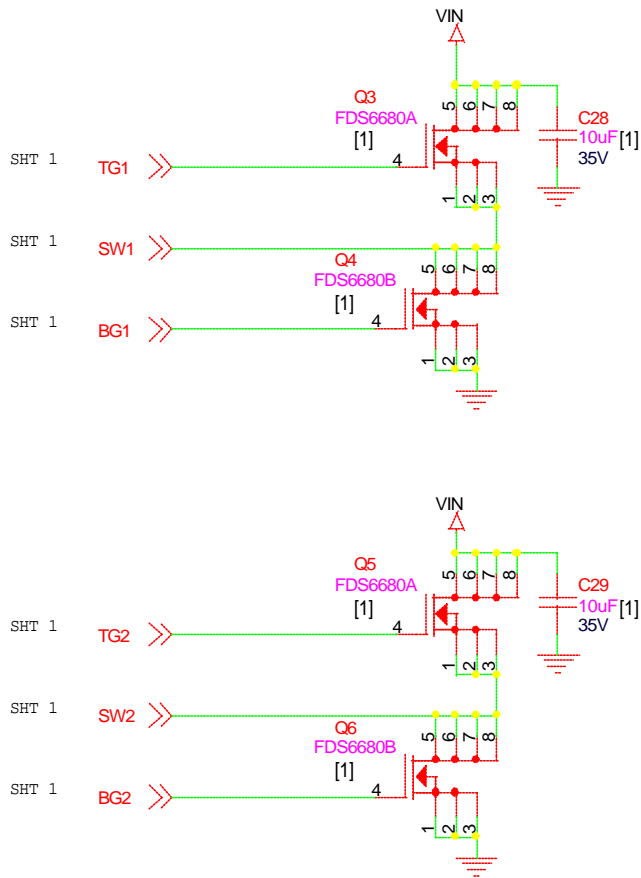 VIN
Q3
FDS6680A
[1]
5 6 7 8
C28
10uF [1]
35V
SHT 1 TG1 4
1 2 3
SHT 1 SW1
Q4
FDS6680B
[1]
5 6 7 8
SHT 1 BG1 4
1 2 3
VIN
Q5
FDS6680A
[1]
5 6 7 8
C29
10uF [1]
35V
SHT 1 TG2 4
1 2 3
SHT 1 SW2
Q6
FDS6680B
[1]
5 6 7 8
SHT 1 BG2 4
1 2 3